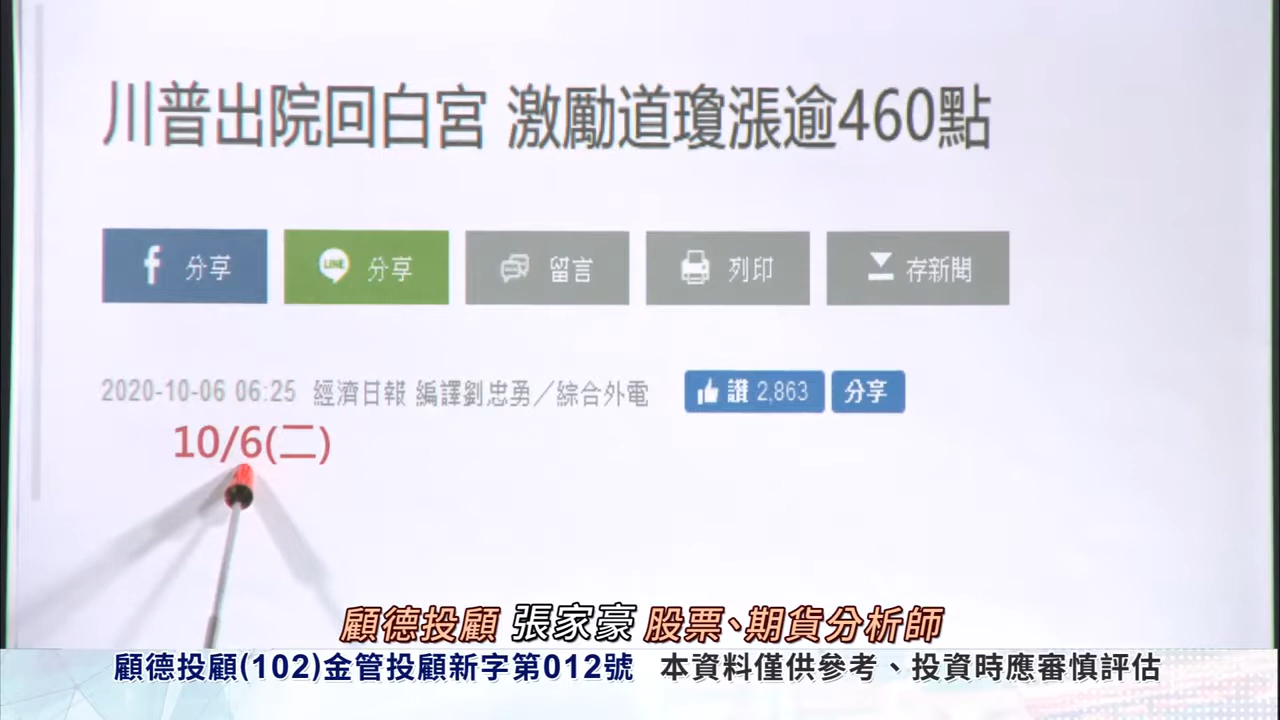 川普出院回白宮 激勵道瓊漲逾460點
分享 LINE 分享 留言 列印 存新聞
2020-10-06 06:25 經濟日報 編譯劉忠勇／綜合外電 讚 2,863 分享
10/6(二)
顧德投顧 張家豪 股票、期貨分析師
顧德投顧(102)金管投顧新字第012號 本資料僅供參考、投資時應審慎評估